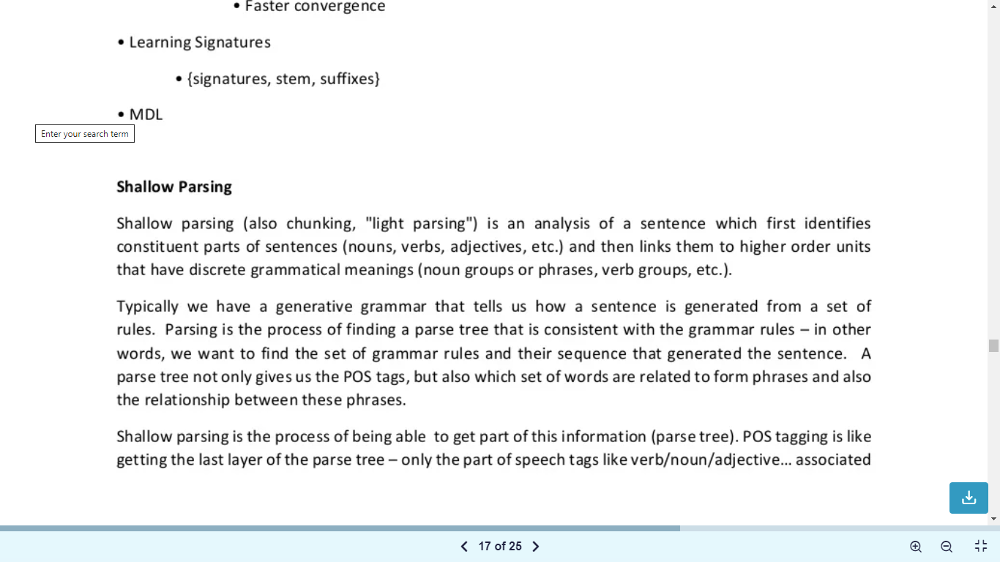 • Faster convergence
• Learning Signatures
• {signatures, stem, suffixes}
• MDL
Enter your search term
Shallow Parsing
Shallow parsing (also chunking, "light parsing") is an analysis of a sentence which first identifies
constituent parts of sentences (nouns, verbs, adjectives, etc.) and then links them to higher order units
that have discrete grammatical meanings (noun groups or phrases, verb groups, etc.).
Typically we have a generative grammar that tells us how a sentence is generated from a set of
rules.  Parsing is the process of finding a parse tree that is consistent with the grammar rules – in other
words, we want to find the set of grammar rules and their sequence that generated the sentence.  A
parse tree not only gives us the POS tags, but also which set of words are related to form phrases and also
the relationship between these phrases.
Shallow parsing is the process of being able  to get part of this information (parse tree). POS tagging is like
getting the last layer of the parse tree – only the part of speech tags like verb/noun/adjective… associated
17 of 25